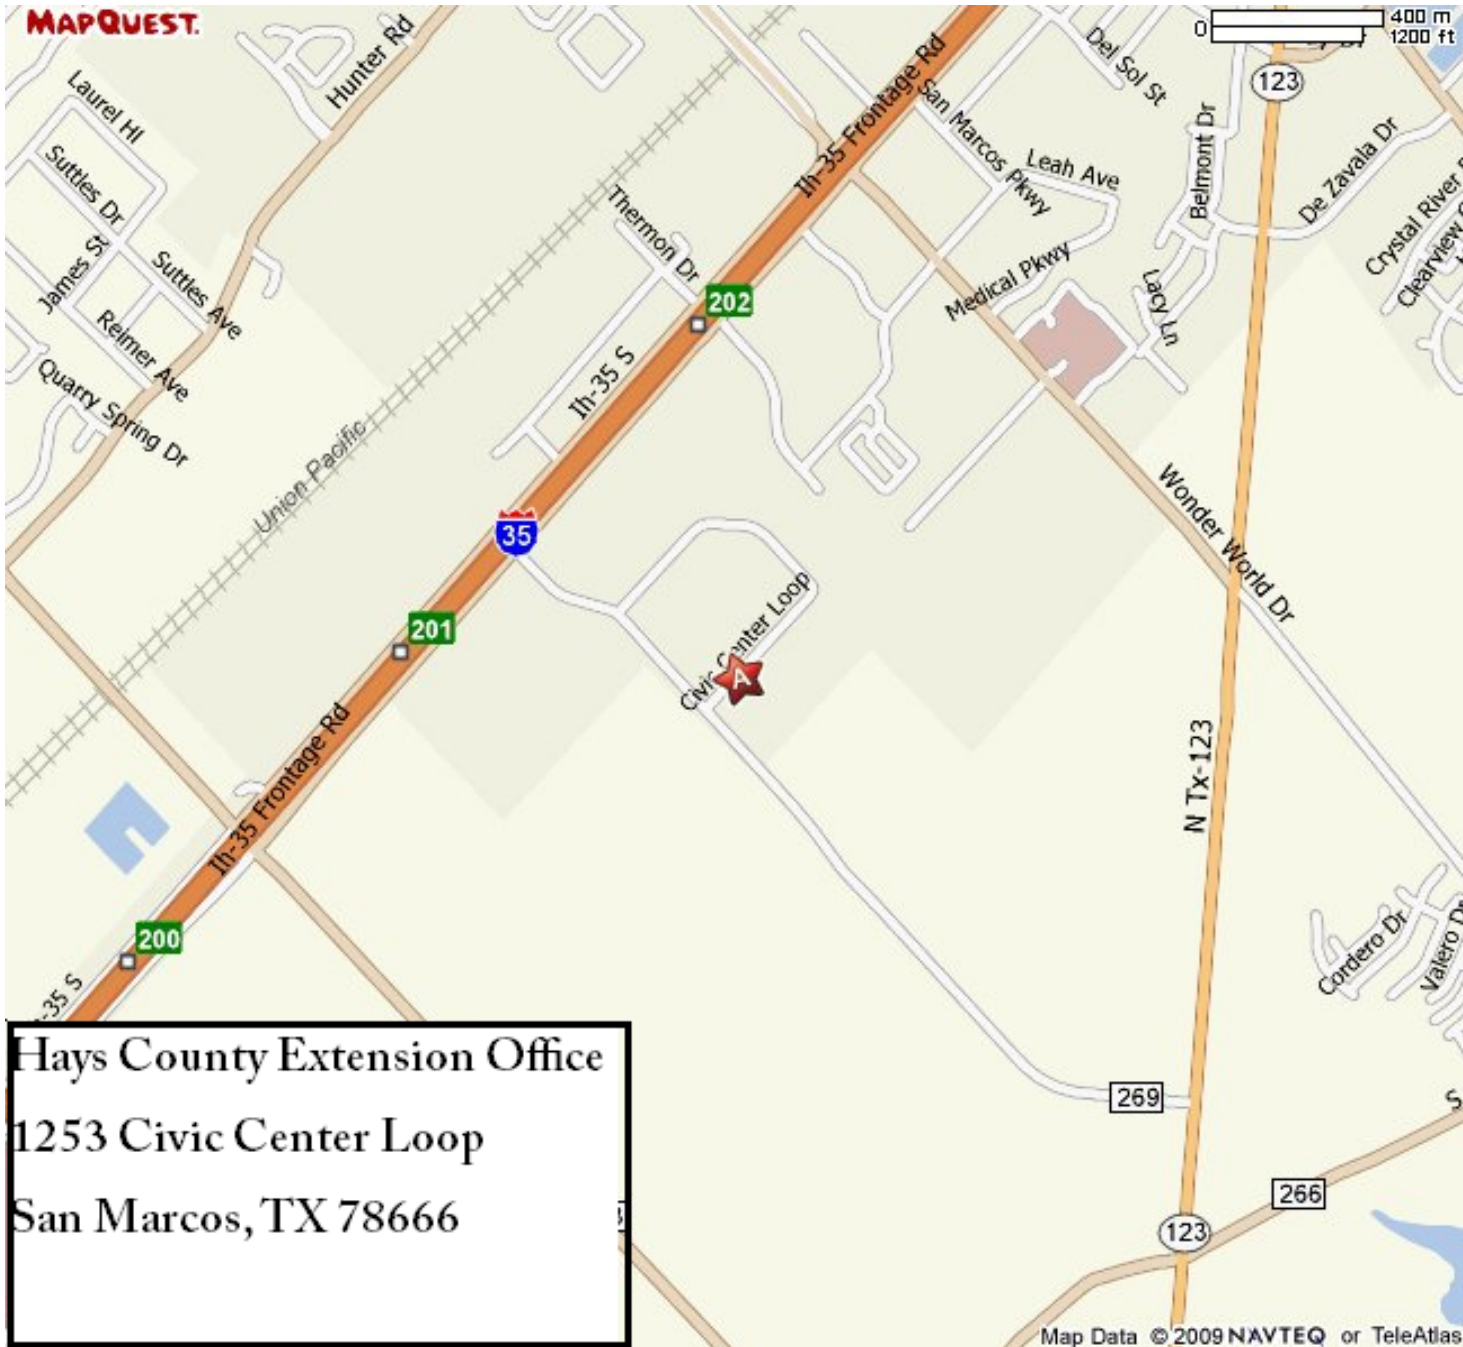 MAPQUEST.
0
400 m
1200 ft
Laurel Hl
Hunter Rd
Suttles Dr
James St
Suttles Ave
Reimer Ave
Quarry Spring Dr
Union Pacific
Thermon Dr
Ih-35 Frontage Rd
San Marcos Pkwy
Leah Ave
Medical Pkwy
Del Sol St
123
Belmont Dr
De Zavala Dr
Crystal River
Clearview
Lacy Ln
202
Ih-35 S
35
201
Wonder World Dr
Civic Center Loop
A
Ih-35 Frontage Rd
N Tx-123
200
-35 S
Cordero Dr
Valero Dr
269
266
123
S
Hays County Extension Office
1253 Civic Center Loop
San Marcos, TX 78666
Map Data © 2009 NAVTEQ or TeleAtlas